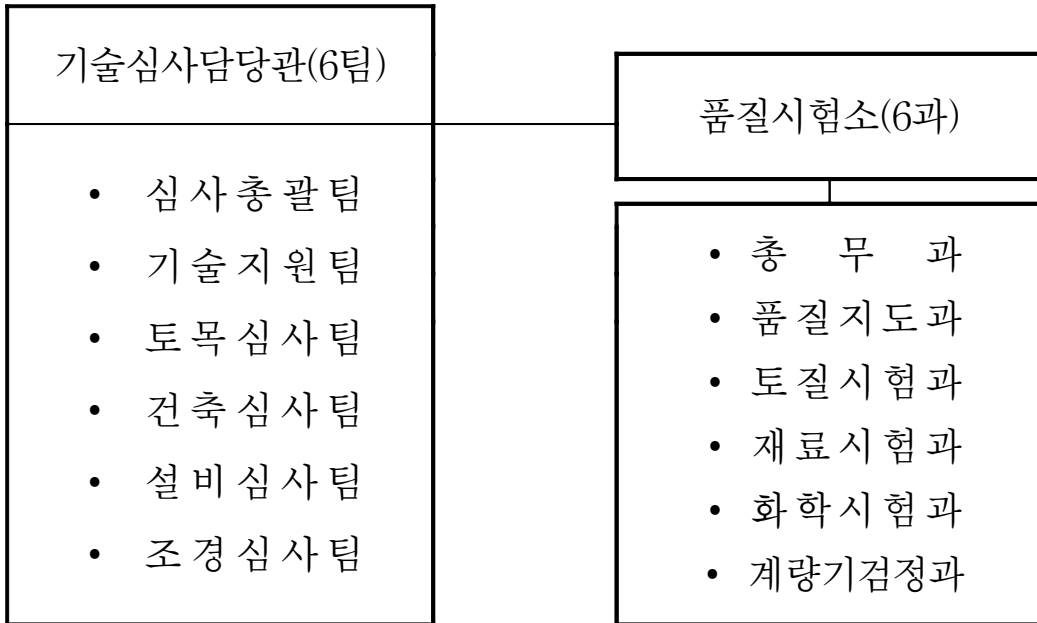 기술심사담당관(6팀)
• 심사총괄팀
• 기술지원팀
• 토목심사팀
• 건축심사팀
• 설비심사팀
• 조경심사팀
품질시험소(6과)
• 총 무 과
• 품질지도과
• 토질시험과
• 재료시험과
• 화학시험과
• 계량기검정과